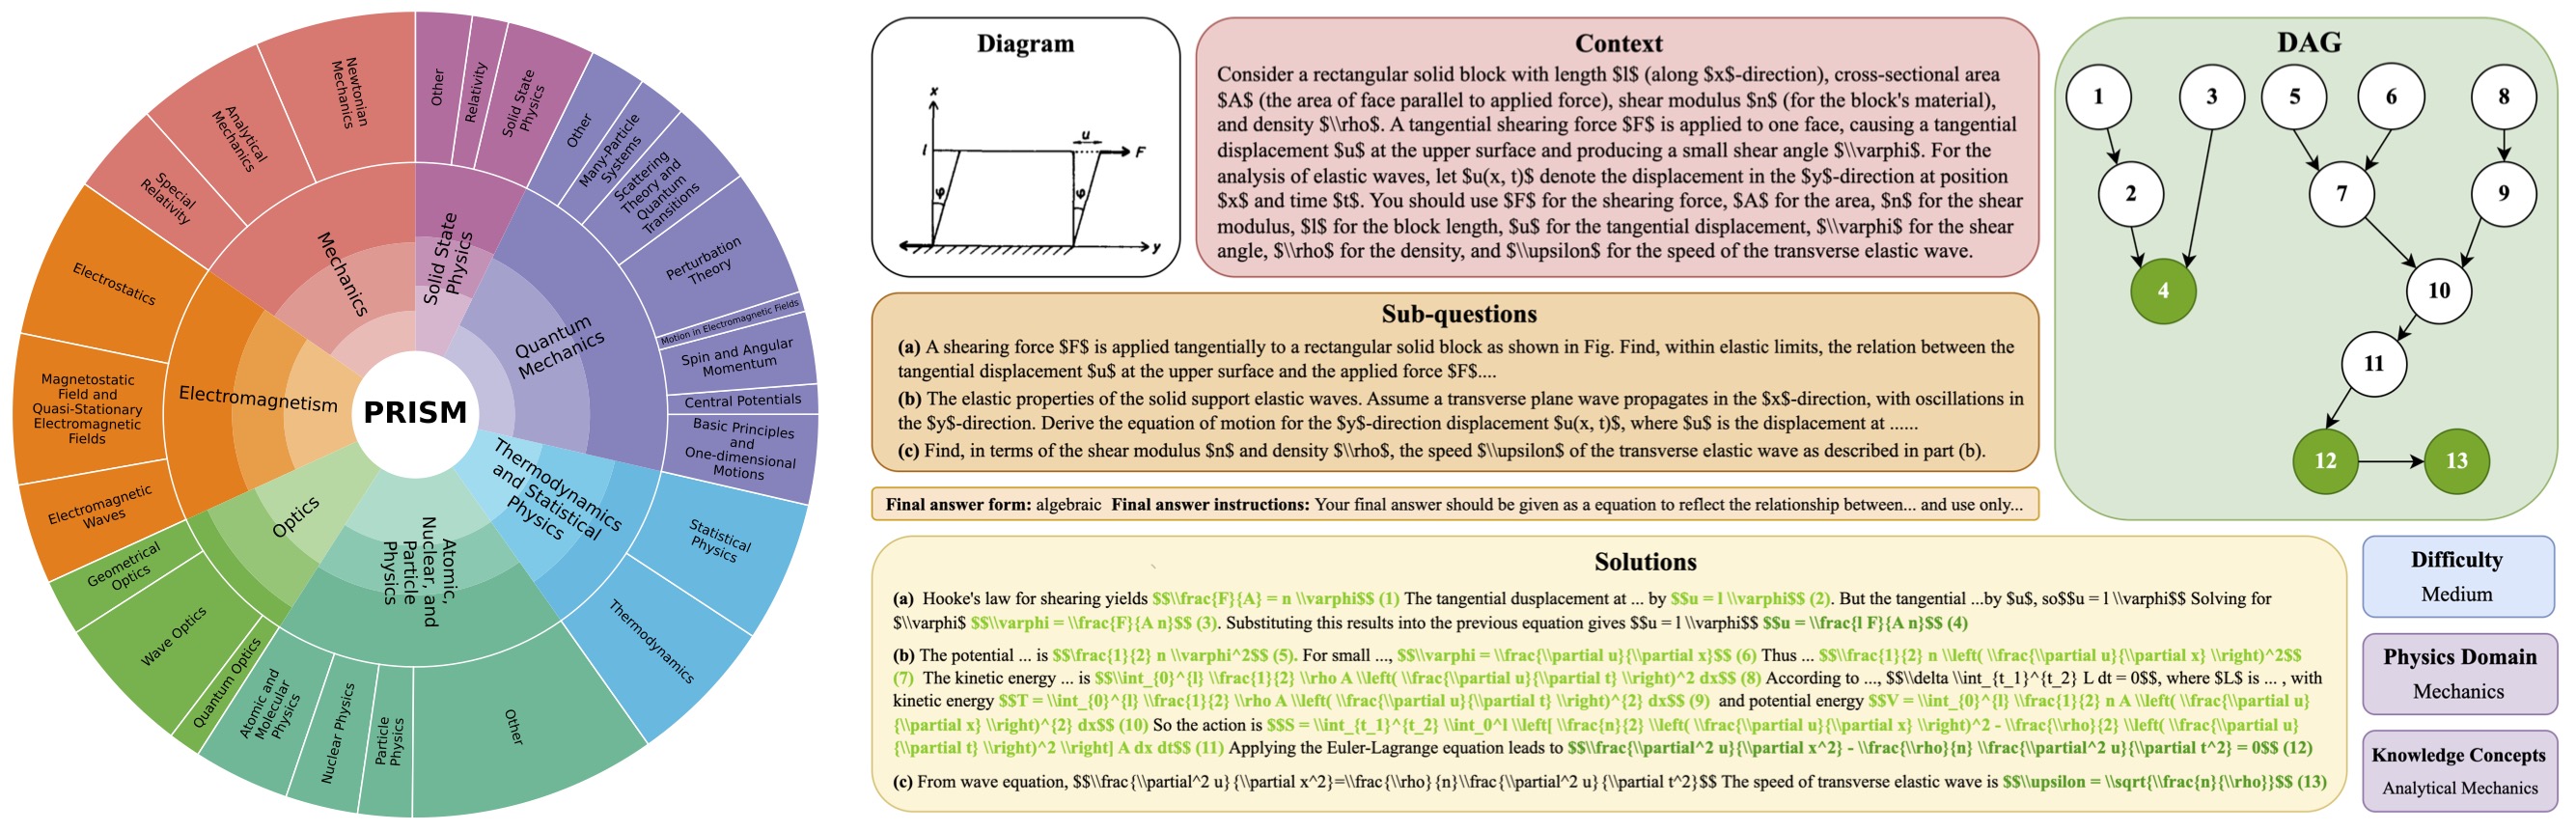 PRISM
Mechanics
Newtonian
Mechanics
Analytical
Mechanics
Special
Relativity
Electromagnetism
Electrostatics
Magnetostatic
Field and
Quasi-Stationary
Electromagnetic
Fields
Electromagnetic
Waves
Optics
Geometrical
Optics
Wave Optics
Quantum Optics
Atomic,
Nuclear, and
Particle
Physics
Atomic and
Molecular
Physics
Nuclear Physics
Particle
Physics
Other
Thermodynamics
and Statistical
Physics
Thermodynamics
Statistical
Physics
Quantum
Mechanics
Basic Principles
and
One-dimensional
Motions
Central Potentials
Spin and Angular
Momentum
Motion in Electromagnetic Fields
Perturbation
Theory
Scattering
Theory and
Quantum
Transitions
Many-Particle
Systems
Other
Solid State
Physics
Solid State
Physics
Relativity
Other
Diagram
x
u
l
F
φ
φ
y
Context
Consider a rectangular solid block with length $l$ (along $x$-direction), cross-sectional area
$A$ (the area of face parallel to applied force), shear modulus $n$ (for the block's material),
and density $\\rho$. A tangential shearing force $F$ is applied to one face, causing a tangential
displacement $u$ at the upper surface and producing a small shear angle $\\varphi$. For the
analysis of elastic waves, let $u(x, t)$ denote the displacement in the $y$-direction at position
$x$ and time $t$. You should use $F$ for the shearing force, $A$ for the area, $n$ for the shear
modulus, $l$ for the block length, $u$ for the tangential displacement, $\\varphi$ for the shear
angle, $\\rho$ for the density, and $\\upsilon$ for the speed of the transverse elastic wave.
Sub-questions
(a) A shearing force $F$ is applied tangentially to a rectangular solid block as shown in Fig. Find, within elastic limits, the relation between the
tangential displacement $u$ at the upper surface and the applied force $F$....
(b) The elastic properties of the solid support elastic waves. Assume a transverse plane wave propagates in the $x$-direction, with oscillations in
the $y$-direction. Derive the equation of motion for the $y$-direction displacement $u(x, t)$, where $u$ is the displacement at ......
(c) Find, in terms of the shear modulus $n$ and density $\\rho$, the speed $\\upsilon$ of the transverse elastic wave as described in part (b).
Final answer form: algebraic Final answer instructions: Your final answer should be given as a equation to reflect the relationship between... and use only...
Solutions
(a) Hooke's law for shearing yields $$\\frac{F}{A} = n \\varphi$$ (1) The tangential dusplacement at ... by $$u = l \\varphi$$ (2). But the tangential ...by $u$, so$$u = l \\varphi$$ Solving for
$\\varphi$ $$\\varphi = \\frac{F}{A n}$$ (3). Substituting this results into the previous equation gives $$u = l \\varphi$$ $$u = \\frac{l F}{A n}$$ (4)
(b) The potential ... is $$\frac{1}{2} n \\varphi^2$$ (5). For small ..., $$\\varphi = \\frac{\\partial u}{\\partial x}$$ (6) Thus ... $$\\frac{1}{2} n \\left( \\frac{\\partial u}{\\partial x} \\right)^2$$
(7) The kinetic energy ... is $$\\int_{0}^{l} \\frac{1}{2} \\rho A \\left( \\frac{\\partial u}{\\partial t} \\right)^2 dx$$ (8) According to ..., $$\\delta \\int_{t_1}^{t_2} L dt = 0$$, where $L$ is ... , with
kinetic energy $$T = \\int_{0}^{l} \\frac{1}{2} \\rho A \\left( \\frac{\\partial u}{\\partial t} \\right)^{2} dx$$ (9) and potential energy $$V = \\int_{0}^{l} \\frac{1}{2} n A \\left( \\frac{\\partial u}
{\\partial x} \\right)^{2} dx$$ (10) So the action is $$S = \\int_{t_1}^{t_2} \\int_0^l \\left[ \\frac{n}{2} \\left( \\frac{\\partial u}{\\partial x} \\right)^2 - \\frac{\\rho}{2} \\left( \\frac{\\partial u}
{\\partial t} \\right)^2 \\right] A dx dt$$ (11) Applying the Euler-Lagrange equation leads to $$\\frac{\\partial^2 u}{\\partial x^2} - \\frac{\\rho}{n} \\frac{\\partial^2 u}{\\partial t^2} = 0$$ (12)
(c) From wave equation, $$\\frac{\\partial^2 u}{\\partial x^2}=\\frac{\\rho}{n}\\frac{\\partial^2 u}{\\partial t^2}$$ The speed of transverse elastic wave is $$\\upsilon = \\sqrt{\\frac{n}{\\rho}}$$ (13)
DAG
1
3
5
6
8
2
7
9
4
10
11
12
13
Difficulty
Medium
Physics Domain
Mechanics
Knowledge Concepts
Analytical Mechanics